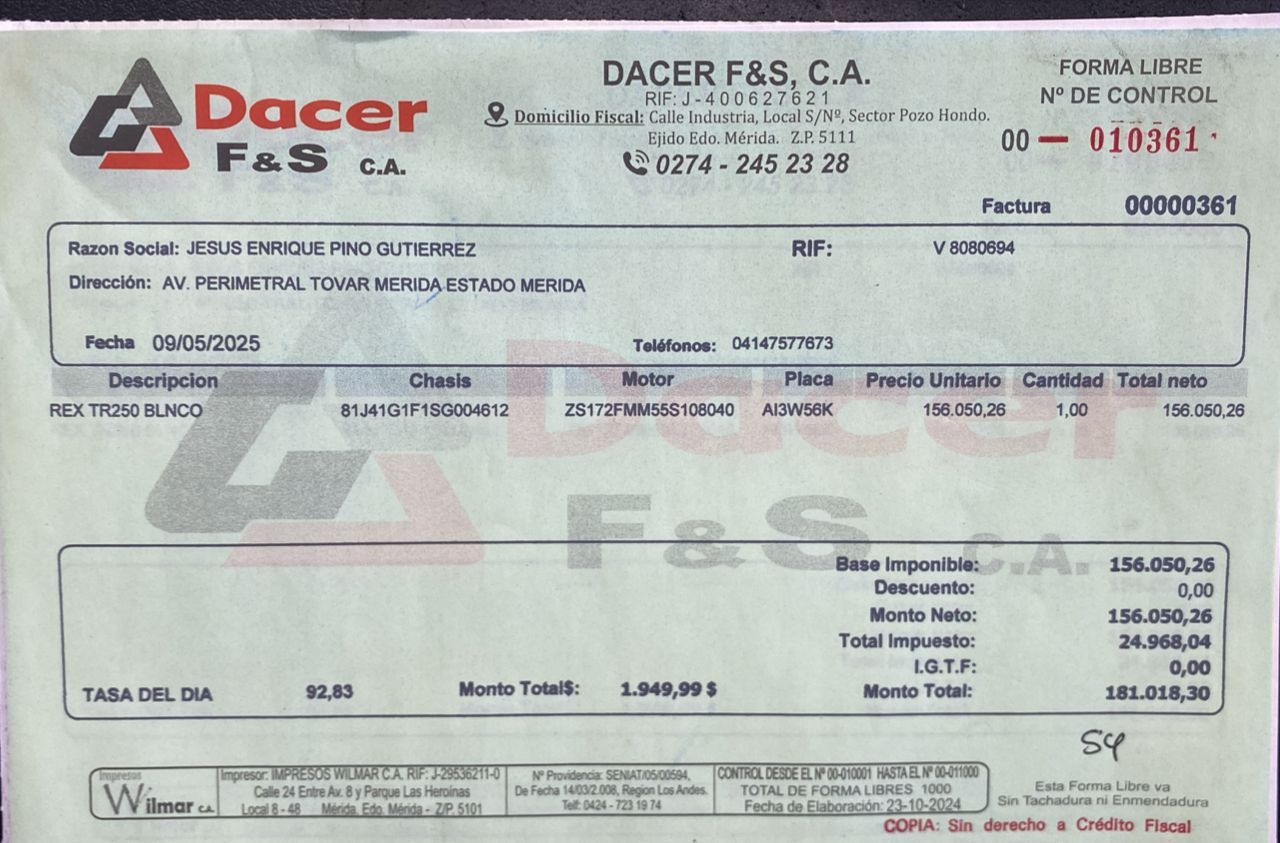 Dacer
F&S C.A.
DACER F&S, C.A.
RIF: J-400627621
Domicilio Fiscal: Calle Industria, Local S/Nº, Sector Pozo Hondo.
Ejido Edo. Mérida. Z.P. 5111
0274 - 245 23 28
FORMA LIBRE
Nº DE CONTROL
00 — 010361
Factura 00000361
Razon Social: JESUS ENRIQUE PINO GUTIERREZ RIF: V 8080694
Dirección: AV. PERIMETRAL TOVAR MERIDA ESTADO MERIDA
Fecha 09/05/2025 Teléfonos: 04147577673
Descripcion Chasis Motor Placa Precio Unitario Cantidad Total neto
REX TR250 BLNCO 81J41G1F1SG004612 ZS172FMM55S108040 AI3W56K 156.050,26 1,00 156.050,26
Dacer
F&S C.A.
Base Imponible: 156.050,26
Descuento: 0,00
Monto Neto: 156.050,26
Total Impuesto: 24.968,04
I.G.T.F: 0,00
TASA DEL DIA 92,83 Monto Total$: 1.949,99 $ Monto Total: 181.018,30
Impresos
Wilmar C.A.
Impresor: IMPRESOS WILMAR C.A. RIF: J-29536211-0
Calle 24 Entre Av. 8 y Parque Las Heroinas
Local 8 - 48 Mérida, Edo. Mérida - Z/P. 5101
Nº Providencia: SENIAT/05/00594,
De Fecha 14/03/2.008, Region Los Andes.
Telf: 0424 - 723 19 74
CONTROL DESDE EL Nº 00-010001 HASTA EL Nº 00-011000
TOTAL DE FORMA LIBRES 1000
Fecha de Elaboración: 23-10-2024
Esta Forma Libre va
Sin Tachadura ni Enmendadura
COPIA: Sin derecho a Crédito Fiscal